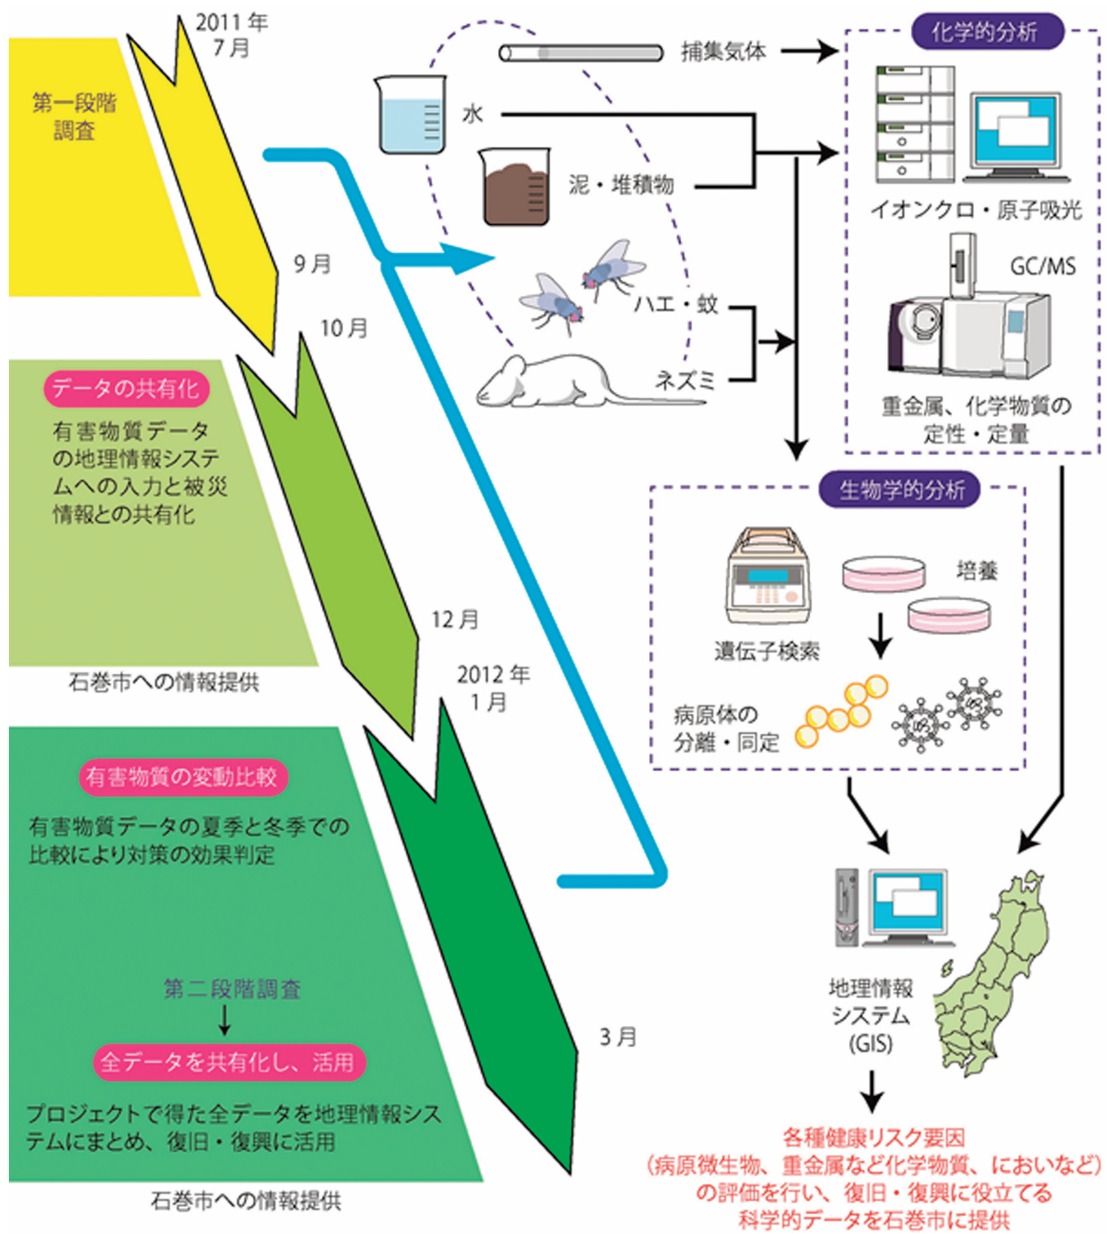 2011 年
7 月
第一段階
調査
9 月
10 月
データの共有化
有害物質データ
の地理情報システ
ムへの入力と被災
情報との共有化
12 月
石巻市への情報提供
2012 年
1 月
有害物質の変動比較
有害物質データの夏季と冬季での
比較により対策の効果判定
第二段階調査
3 月
全データを共有化し、活用
プロジェクトで得た全データを地理情報シス
テムにまとめ、復旧・復興に活用
石巻市への情報提供
捕集気体
水
泥・堆積物
ハエ・蚊
ネズミ
化学的分析
イオンクロ・原子吸光
GC/MS
重金属、化学物質の
定性・定量
生物学的分析
培養
遺伝子検索
病原体の
分離・同定
地理情報
システム
(GIS)
各種健康リスク要因
（病原微生物、重金属など化学物質、においなど）
の評価を行い、復旧・復興に役立てる
科学的データを石巻市に提供